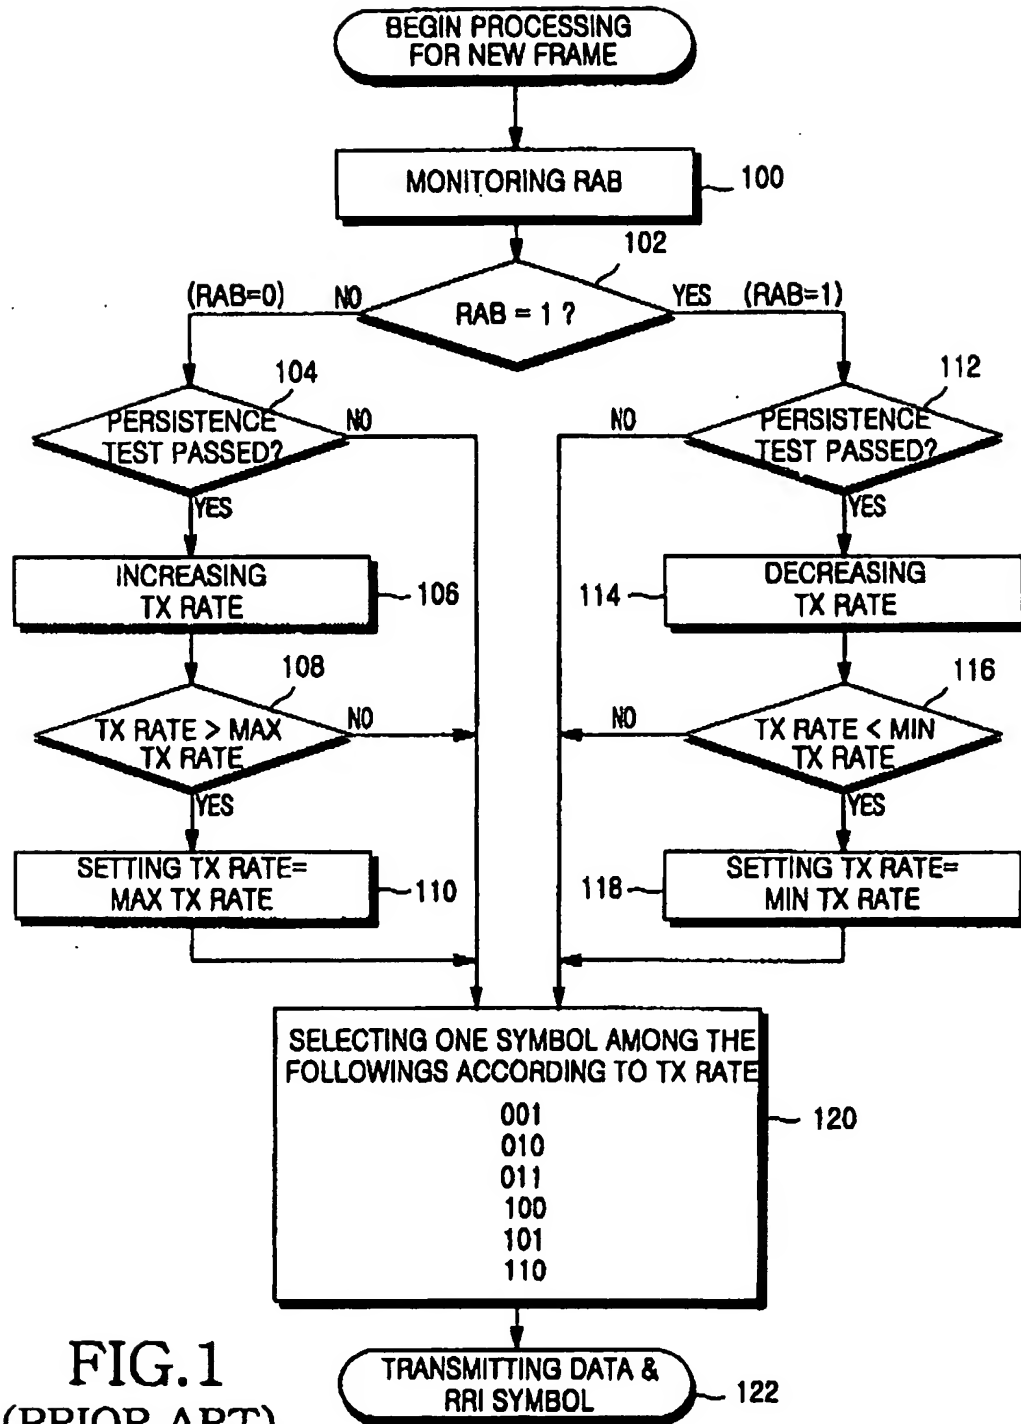 BEGIN PROCESSING
FOR NEW FRAME
MONITORING RAB
100
102
(RAB=0) NO
RAB = 1 ?
YES (RAB=1)
104
PERSISTENCE
TEST PASSED?
NO
YES
112
NO
PERSISTENCE
TEST PASSED?
YES
INCREASING
TX RATE
106
114
DECREASING
TX RATE
108
TX RATE > MAX
TX RATE
NO
YES
116
NO
TX RATE < MIN
TX RATE
YES
SETTING TX RATE=
MAX TX RATE
110
118
SETTING TX RATE=
MIN TX RATE
SELECTING ONE SYMBOL AMONG THE
FOLLOWINGS ACCORDING TO TX RATE
001
010
011
100
101
110
120
TRANSMITTING DATA &
RRI SYMBOL
122
FIG.1
(PRIOR ART)